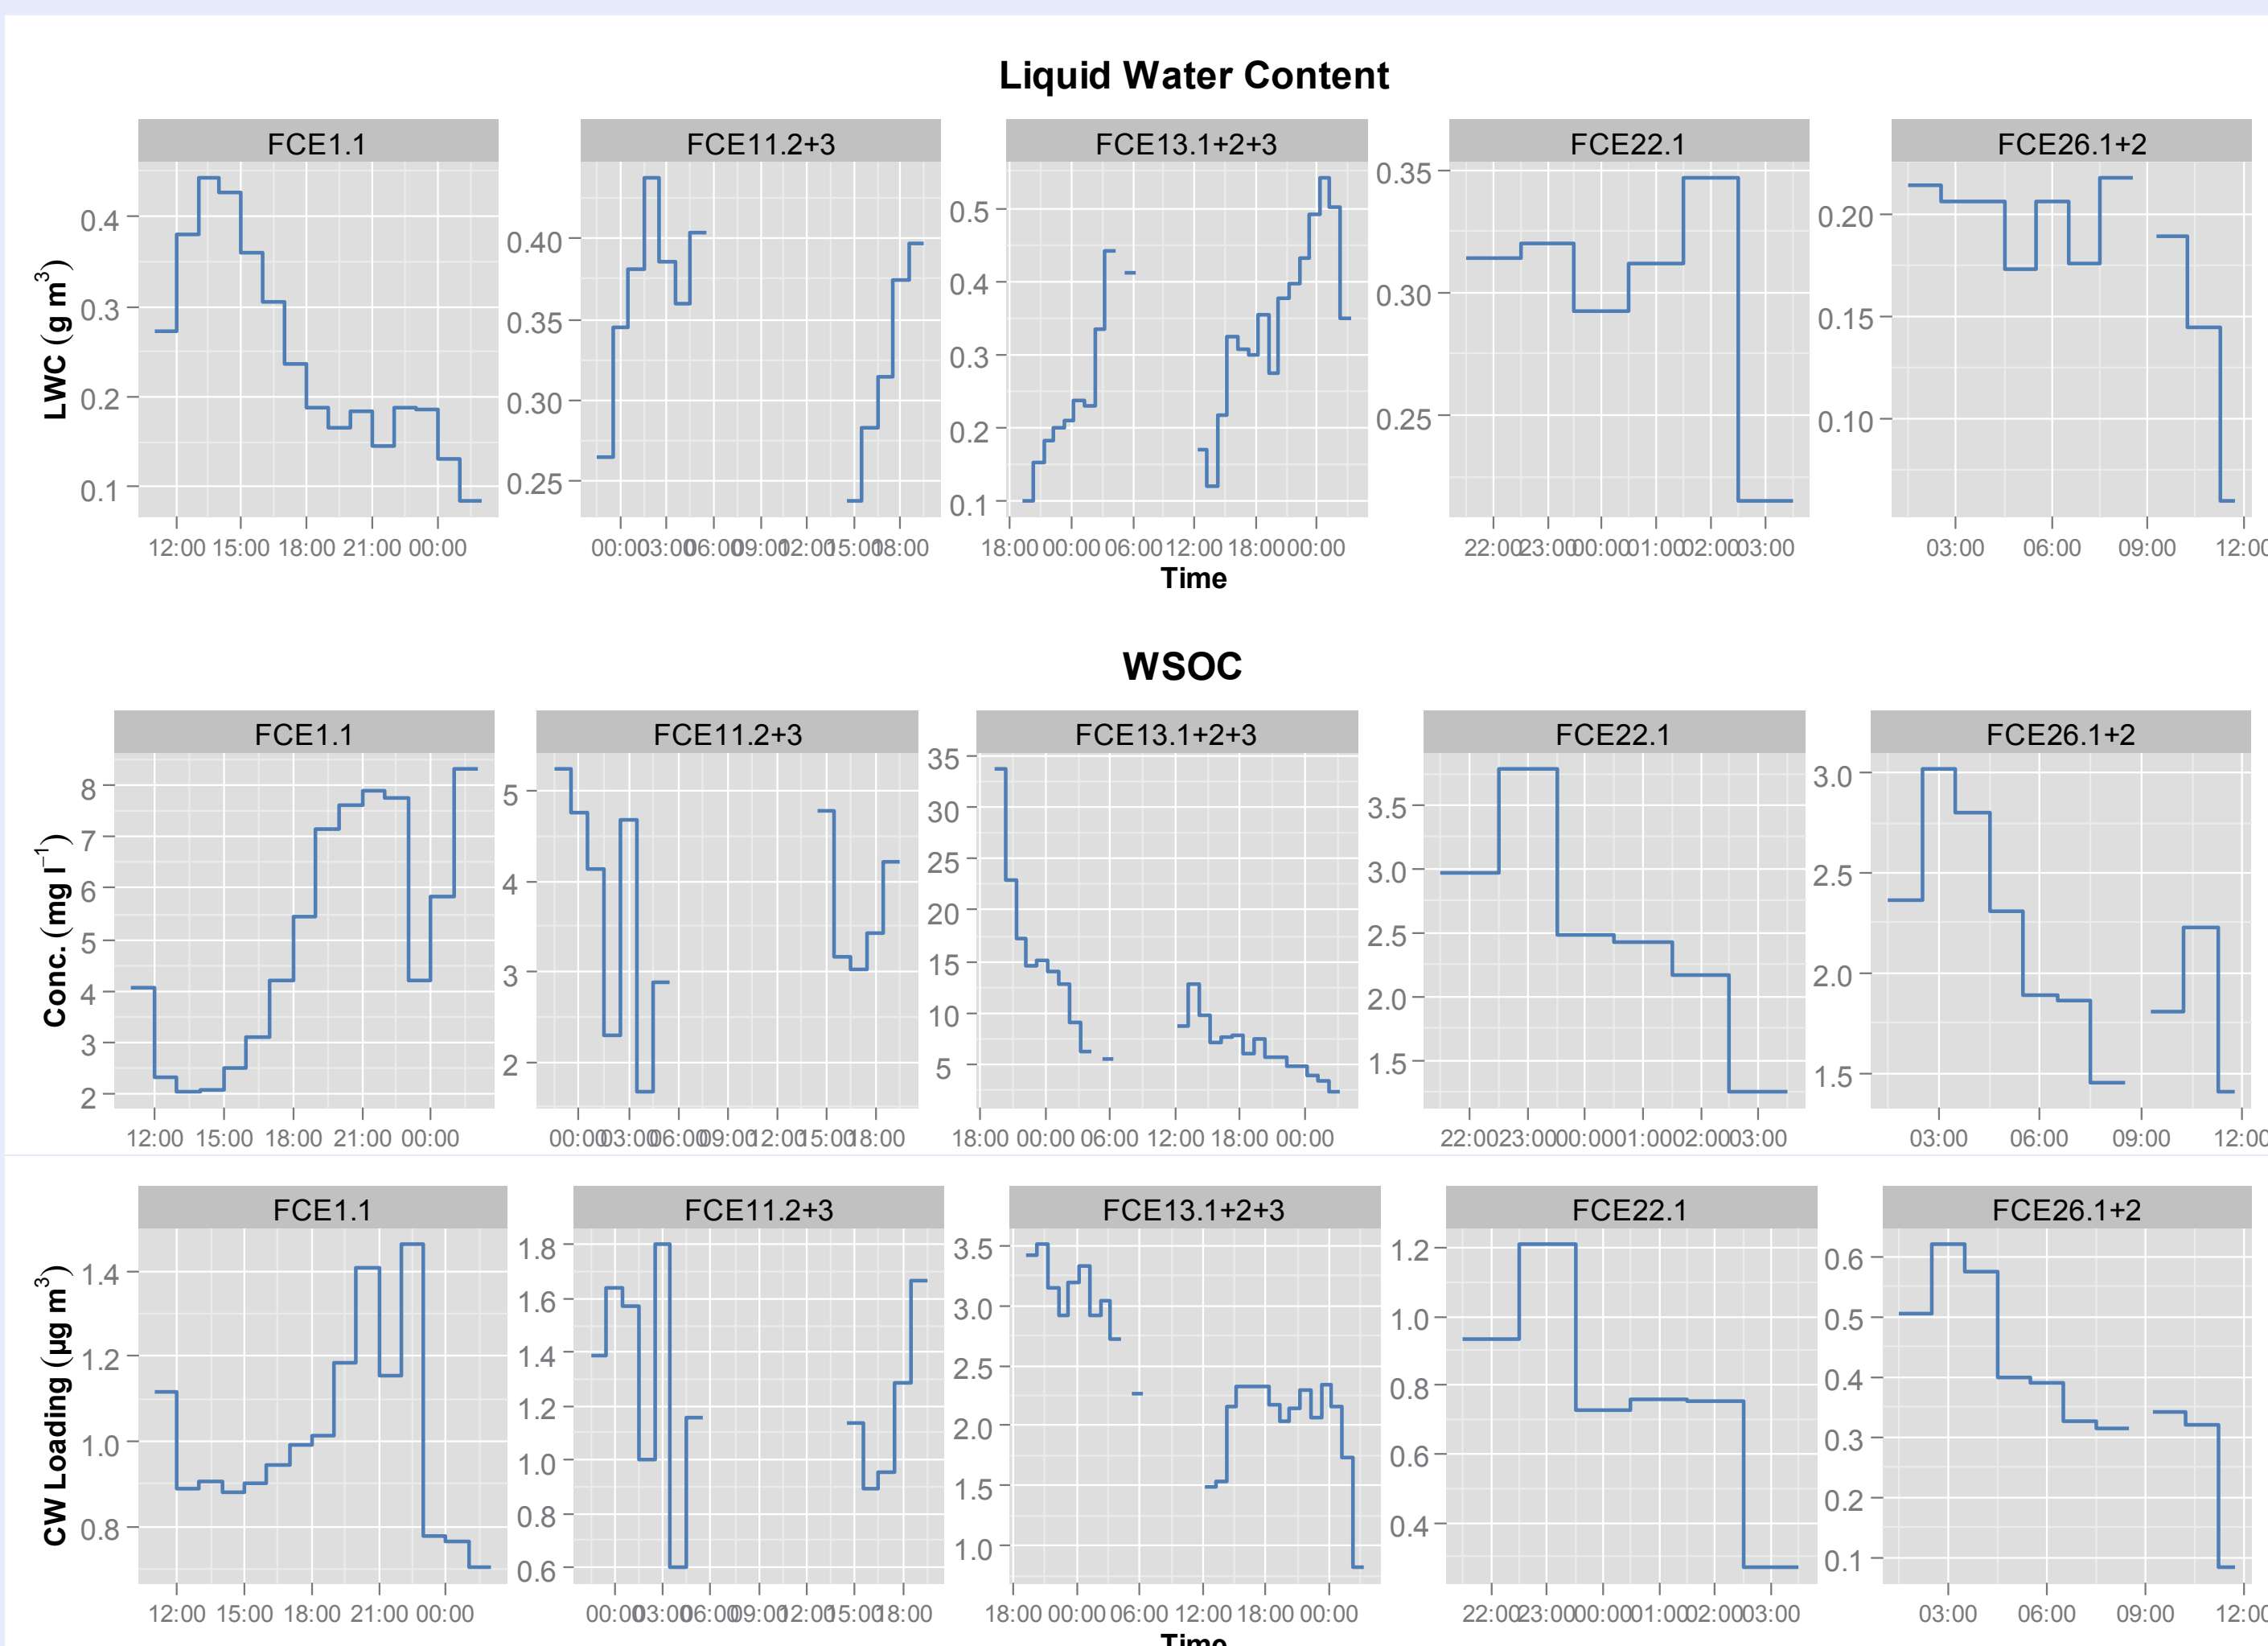 Liquid Water Content
FCE1.1 FCE11.2+3 FCE13.1+2+3 FCE22.1 FCE26.1+2
LWC (g m³)
0.4
0.3
0.2
0.1
0.40
0.35
0.30
0.25
0.5
0.4
0.3
0.2
0.1
0.35
0.30
0.25
0.20
0.15
0.10
12:00 15:00 18:00 21:00 00:00
00:00 03:00 06:00 09:00 12:00 15:00 18:00
18:00 00:00 06:00 12:00 18:00 00:00
22:00 23:00 00:00 01:00 02:00 03:00
03:00 06:00 09:00 12:00
Time
WSOC
FCE1.1 FCE11.2+3 FCE13.1+2+3 FCE22.1 FCE26.1+2
Conc. (mg l⁻¹)
8
7
6
5
4
3
2
5
4
3
2
35
30
25
20
15
10
5
3.5
3.0
2.5
2.0
1.5
3.0
2.5
2.0
1.5
12:00 15:00 18:00 21:00 00:00
00:00 03:00 06:00 09:00 12:00 15:00 18:00
18:00 00:00 06:00 12:00 18:00 00:00
22:00 23:00 00:00 01:00 02:00 03:00
03:00 06:00 09:00 12:00
FCE1.1 FCE11.2+3 FCE13.1+2+3 FCE22.1 FCE26.1+2
CW Loading (µg m³)
1.4
1.2
1.0
0.8
1.8
1.6
1.4
1.2
1.0
0.8
0.6
3.5
3.0
2.5
2.0
1.5
1.0
1.2
1.0
0.8
0.6
0.4
0.6
0.5
0.4
0.3
0.2
0.1
12:00 15:00 18:00 21:00 00:00
00:00 03:00 06:00 09:00 12:00 15:00 18:00
18:00 00:00 06:00 12:00 18:00 00:00
22:00 23:00 00:00 01:00 02:00 03:00
03:00 06:00 09:00 12:00
Time